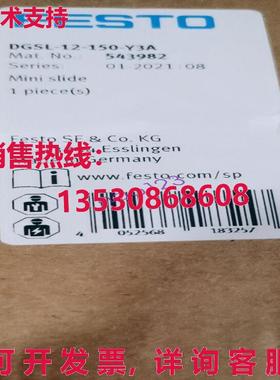 技术支持
FESTO
DGSL-12-150-Y3A
Mat. No.: 543982
Series: 01.2021:08
Mini slide
1 piece(s)
Festo SE & Co. KG
销售热线:
Esslingen
Germany
www.festo.com/sp
13530868608
4 052568 183257
可开发票, 详询客服